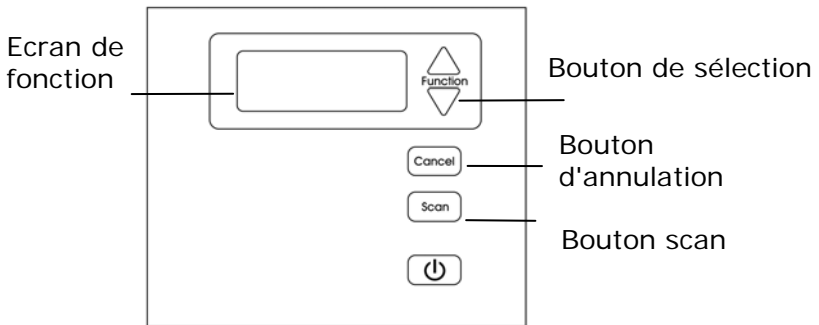 Ecran de
fonction
Function
Bouton de sélection
Cancel
Bouton
d'annulation
Scan
Bouton scan